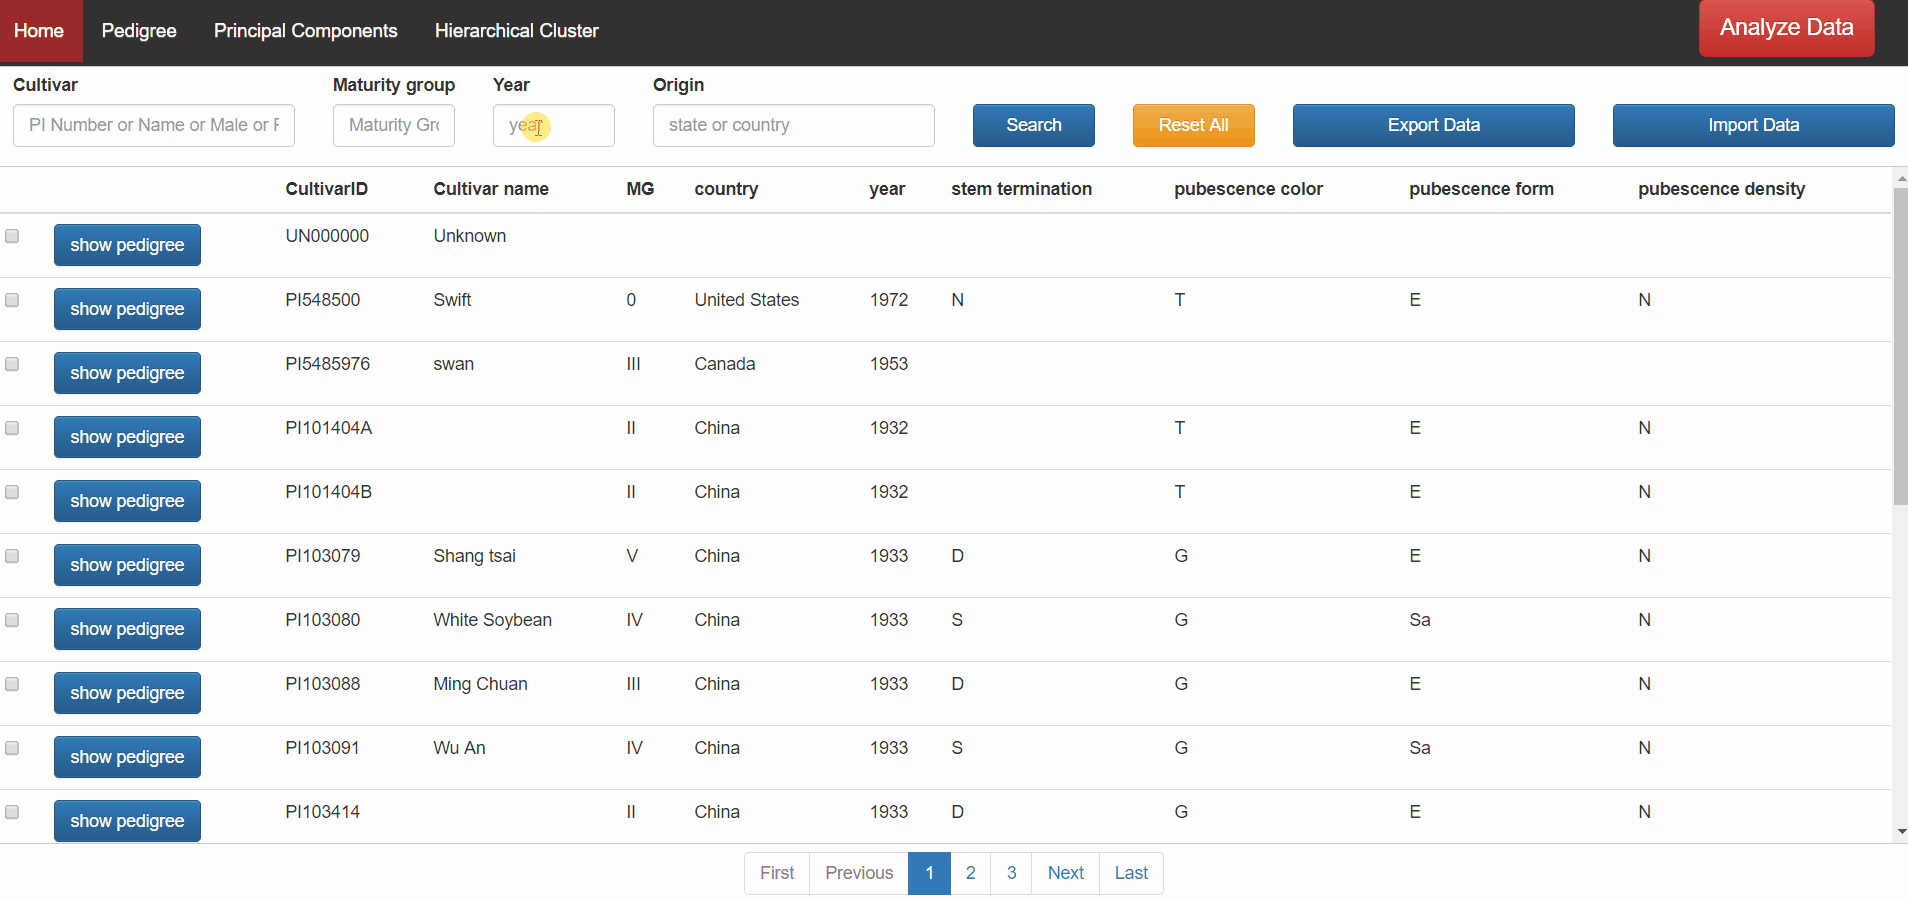 Home Pedigree Principal Components Hierarchical Cluster Analyze Data
Cultivar Maturity group Year Origin
PI Number or Name or Male or F Maturity Gro year state or country Search Reset All Export Data Import Data
CultivarID Cultivar name MG country year stem termination pubescence color pubescence form pubescence density
show pedigree UN000000 Unknown
show pedigree PI548500 Swift 0 United States 1972 N T E N
show pedigree PI5485976 swan III Canada 1953
show pedigree PI101404A II China 1932 T E N
show pedigree PI101404B II China 1932 T E N
show pedigree PI103079 Shang tsai V China 1933 D G E N
show pedigree PI103080 White Soybean IV China 1933 S G Sa N
show pedigree PI103088 Ming Chuan III China 1933 D G E N
show pedigree PI103091 Wu An IV China 1933 S G Sa N
show pedigree PI103414 II China 1933 D G E N
First Previous 1 2 3 Next Last